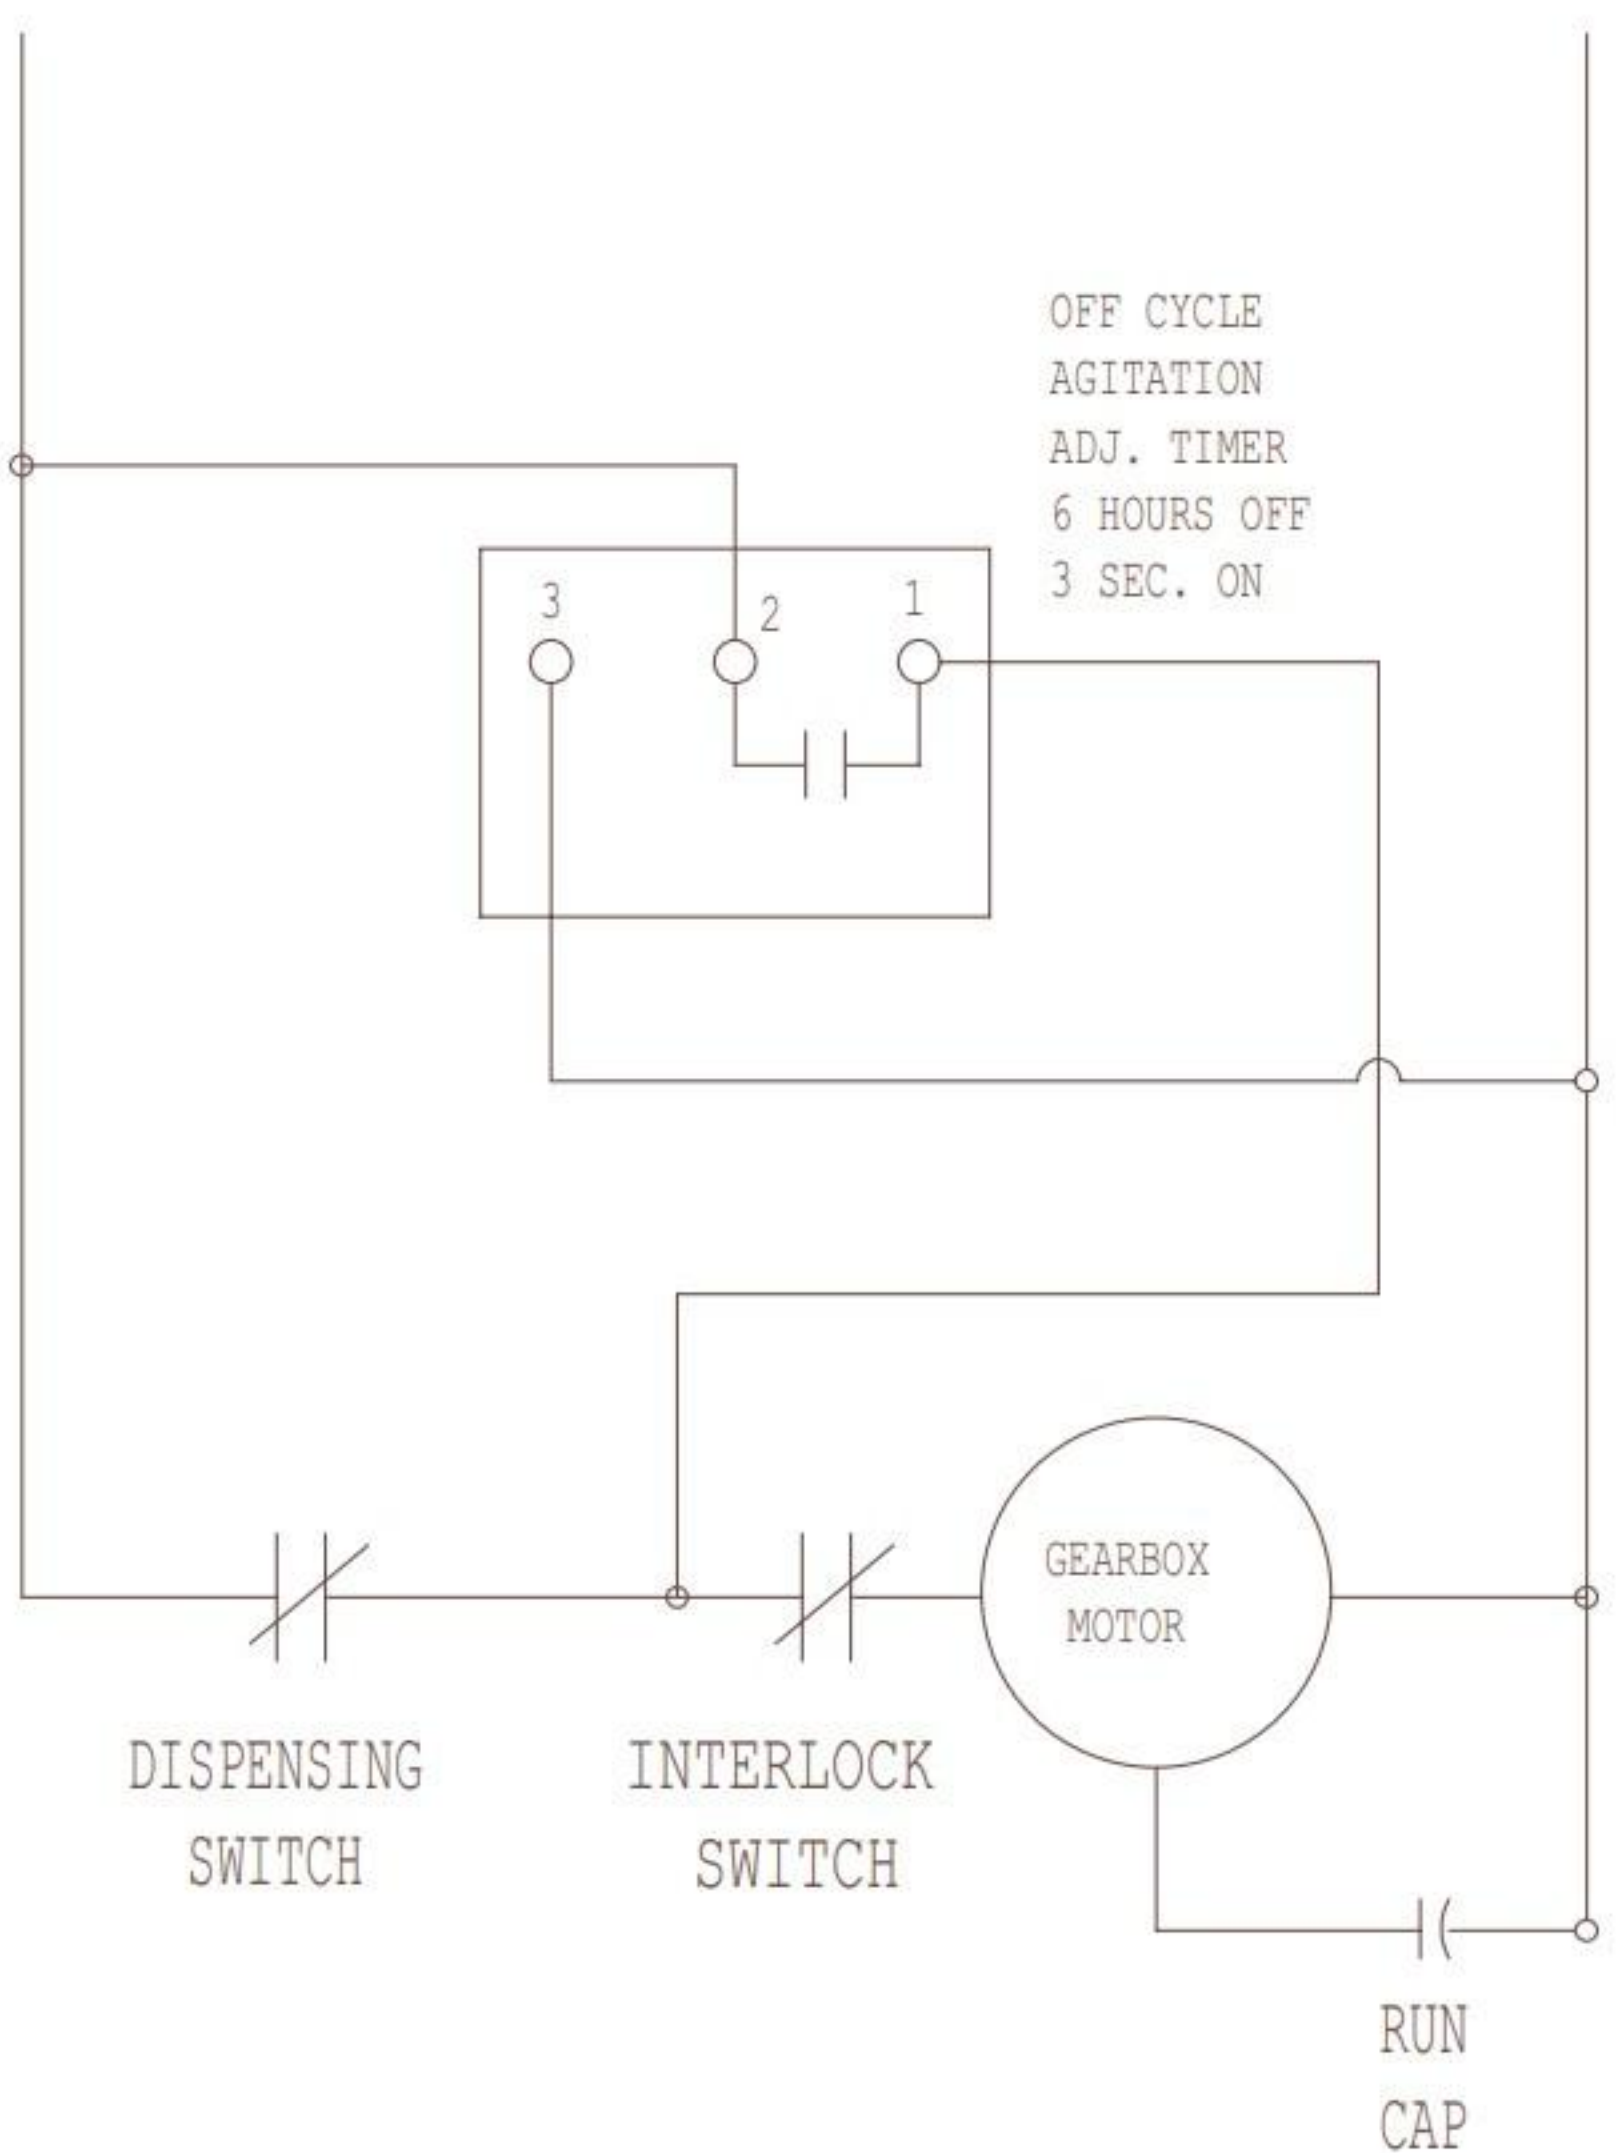 OFF CYCLE
AGITATION
ADJ. TIMER
6 HOURS OFF
3 SEC. ON
3
2
1
GEARBOX
MOTOR
DISPENSING
SWITCH
INTERLOCK
SWITCH
RUN
CAP